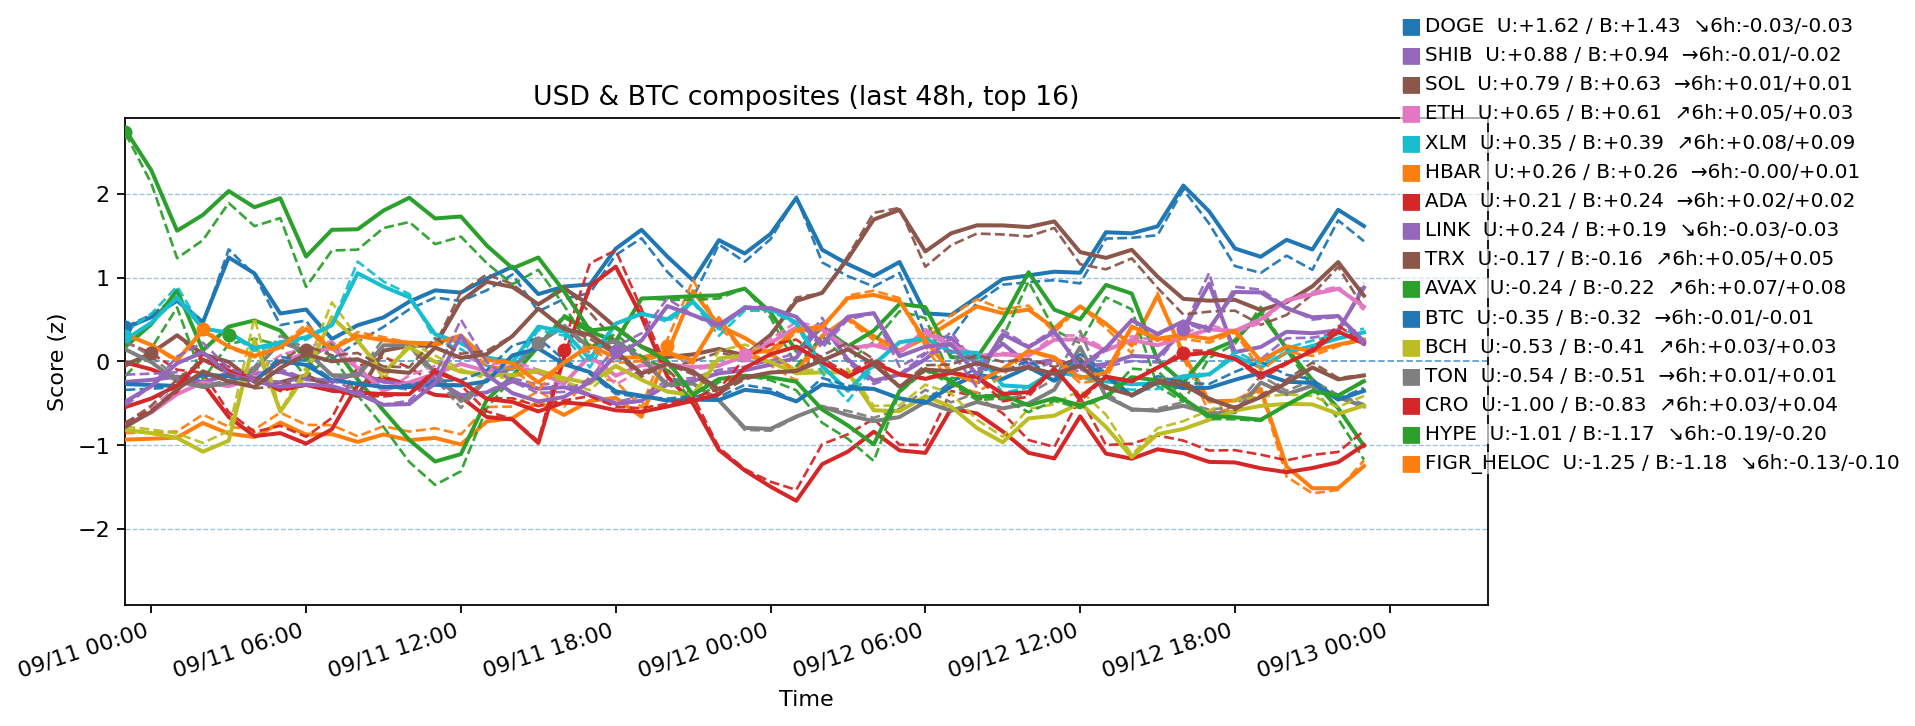 DOGE U:+1.62 / B:+1.43 ↘6h:-0.03/-0.03
SHIB U:+0.88 / B:+0.94 →6h:-0.01/-0.02
SOL U:+0.79 / B:+0.63 →6h:+0.01/+0.01
ETH U:+0.65 / B:+0.61 ↗6h:+0.05/+0.03
XLM U:+0.35 / B:+0.39 ↗6h:+0.08/+0.09
HBAR U:+0.26 / B:+0.26 →6h:-0.00/+0.01
ADA U:+0.21 / B:+0.24 →6h:+0.02/+0.02
LINK U:+0.24 / B:+0.19 ↘6h:-0.03/-0.03
TRX U:-0.17 / B:-0.16 ↗6h:+0.05/+0.05
AVAX U:-0.24 / B:-0.22 ↗6h:+0.07/+0.08
BTC U:-0.35 / B:-0.32 →6h:-0.01/-0.01
BCH U:-0.53 / B:-0.41 ↗6h:+0.03/+0.03
TON U:-0.54 / B:-0.51 →6h:+0.01/+0.01
CRO U:-1.00 / B:-0.83 ↗6h:+0.03/+0.04
HYPE U:-1.01 / B:-1.17 ↘6h:-0.19/-0.20
FIGR_HELOC U:-1.25 / B:-1.18 ↘6h:-0.13/-0.10
USD & BTC composites (last 48h, top 16)
Score (z)
2
1
0
−1
−2
09/11 00:00
09/11 06:00
09/11 12:00
09/11 18:00
09/12 00:00
09/12 06:00
09/12 12:00
09/12 18:00
09/13 00:00
Time